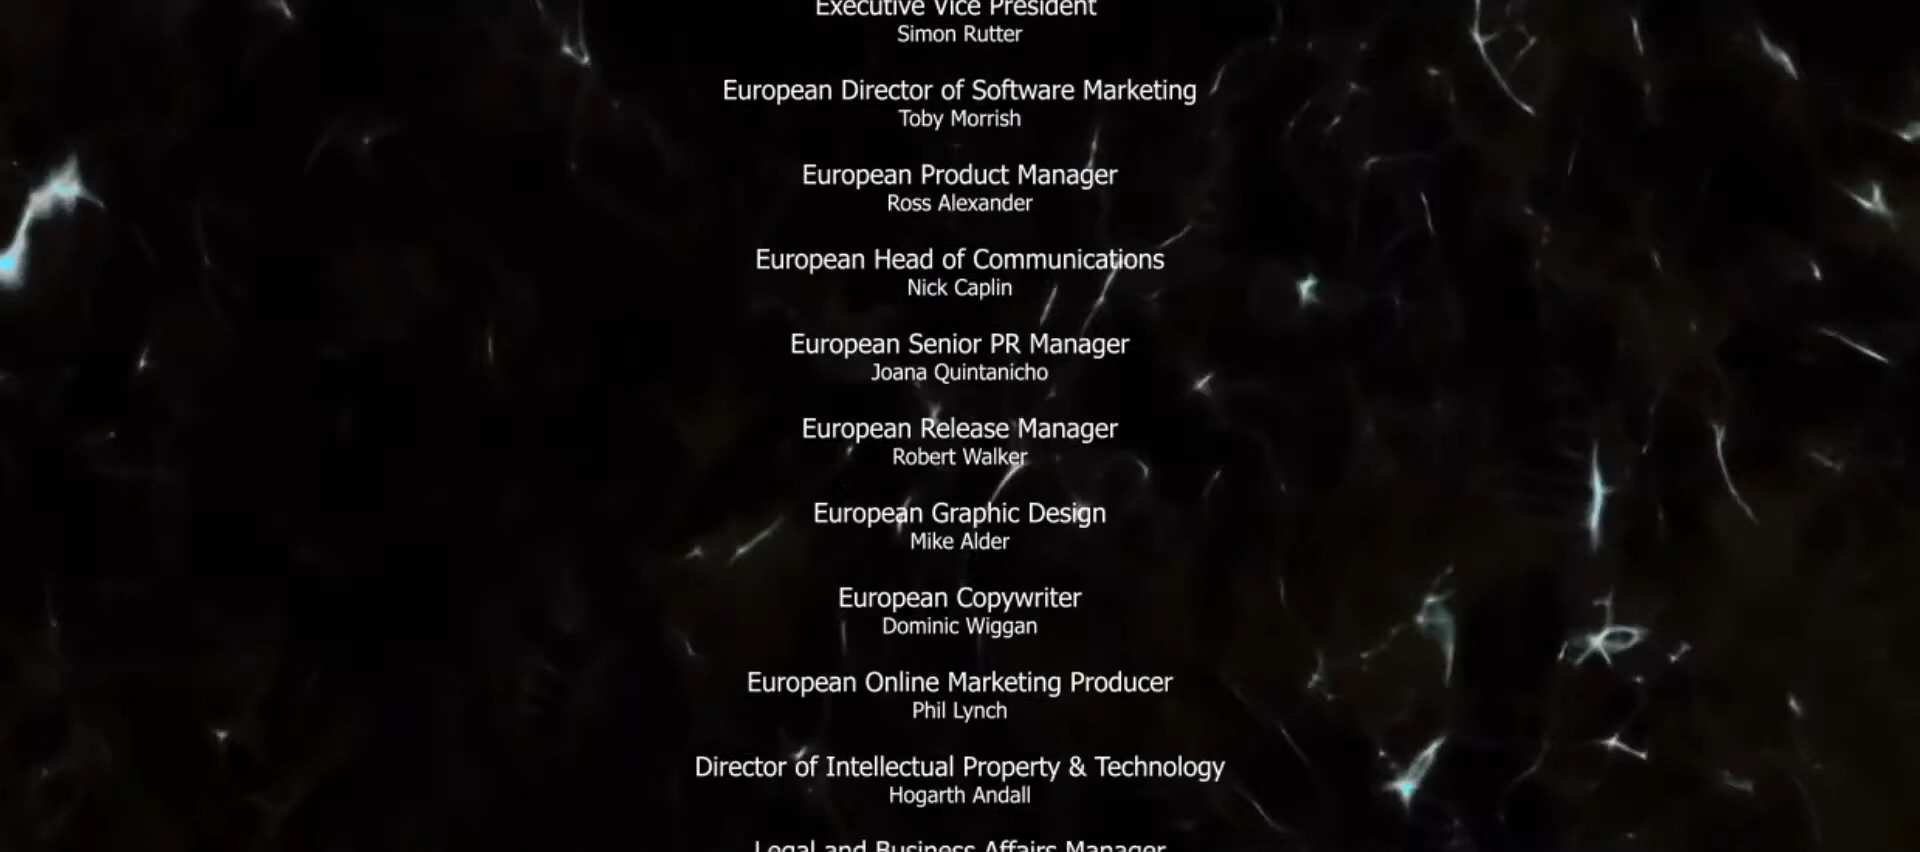 Executive Vice President
Simon Rutter
European Director of Software Marketing
Toby Morrish
European Product Manager
Ross Alexander
European Head of Communications
Nick Caplin
European Senior PR Manager
Joana Quintanicho
European Release Manager
Robert Walker
European Graphic Design
Mike Alder
European Copywriter
Dominic Wiggan
European Online Marketing Producer
Phil Lynch
Director of Intellectual Property & Technology
Hogarth Andall
Legal and Business Affairs Manager